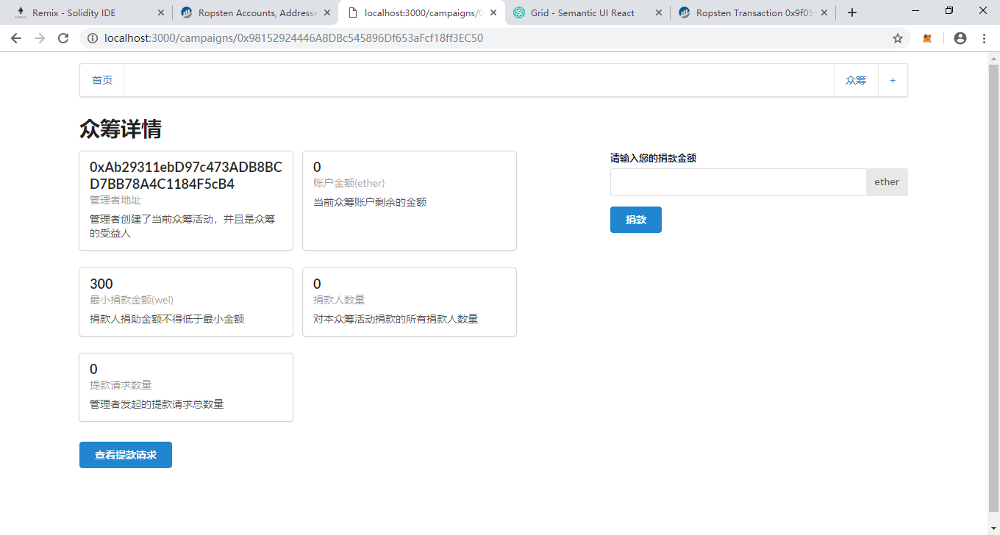 Remix - Solidity IDE
Ropsten Accounts, Addresse
localhost:3000/campaigns/0
Grid - Semantic UI React
Ropsten Transaction 0x9f05
localhost:3000/campaigns/0x98152924446A8DBc545896Df653aFcf18ff3EC50
首页
众筹
+
众筹详情
0xAb29311ebD97c473ADB8BC
D7BB78A4C1184F5cB4
管理者地址
管理者创建了当前众筹活动，并且是众筹
的受益人
0
账户金额(ether)
当前众筹账户剩余的金额
请输入您的捐款金额
ether
捐款
300
最小捐款金额(wei)
捐款人捐助金额不得低于最小金额
0
捐款人数量
对本众筹活动捐款的所有捐款人数量
0
提款请求数量
管理者发起的提款请求总数量
查看提款请求